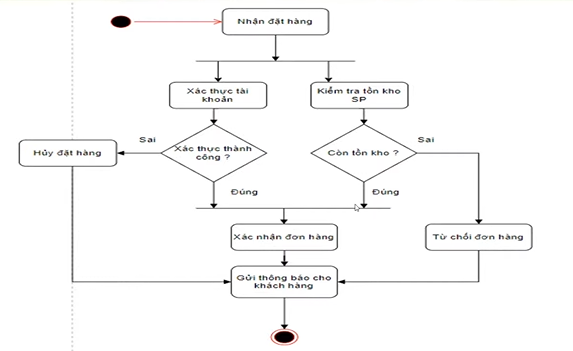 Nhận đặt hàng
Xác thực tài
khoản
Kiểm tra tồn kho
SP
Sai
Xác thực thành
công ?
Hủy đặt hàng
Còn tồn kho ?
Sai
Đúng
Đúng
Xác nhận đơn hàng
Từ chối đơn hàng
Gửi thông báo cho
khách hàng